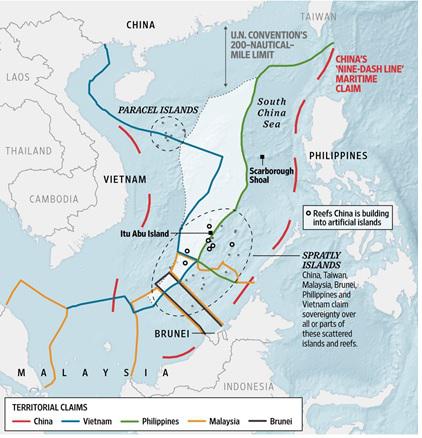 TAIWAN
CHINA
U.N. CONVENTION'S
200-NAUTICAL-
MILE LIMIT
CHINA'S
'NINE-DASH LINE'
MARITIME
CLAIM
LAOS
PARACEL ISLANDS
South
China
Sea
THAILAND
PHILIPPINES
VIETNAM
Scarborough
Shoal
CAMBODIA
Reefs China is building
into artificial islands
Itu Abu Island
SPRATLY
ISLANDS
China, Taiwan,
Malaysia, Brunei,
Philippines and
Vietnam claim
sovereignty over
all or parts of
these scattered
islands and reefs.
BRUNEI
MALAYSIA
INDONESIA
TERRITORIAL CLAIMS
China Vietnam Philippines Malaysia Brunei